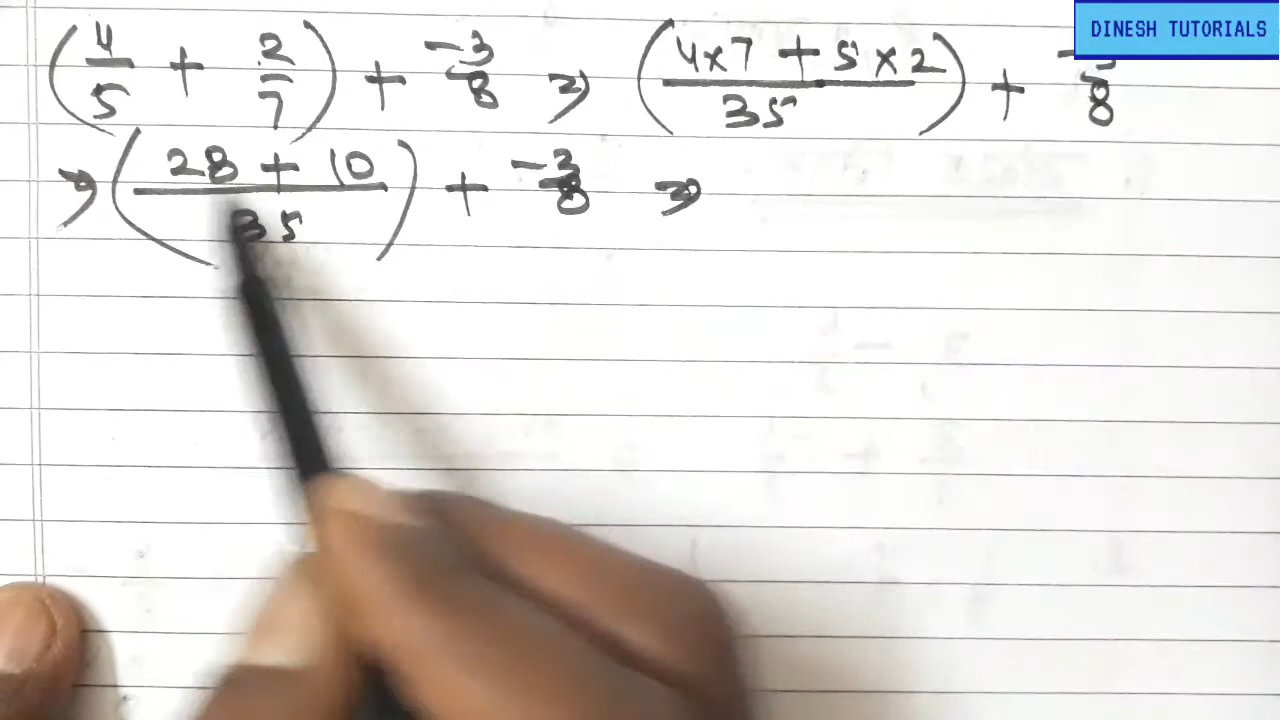 DINESH TUTORIALS
(4/5 + 2/7) + -3/8 ⇒ (4×7 + 5×2/35) + -3/8
⇒ (28 + 10/35) + -3/8 ⇒